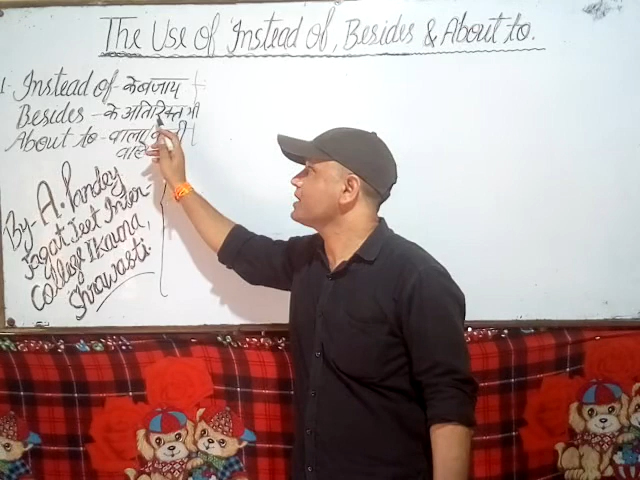 The Use of Instead of, Besides & About to.
1- Instead of - के बजाय
Besides - के अतिरिक्त भी
About to - वाला
By- A. Pandey
Jagat Jeet Inter-
College Ikauna,
Shrawasti